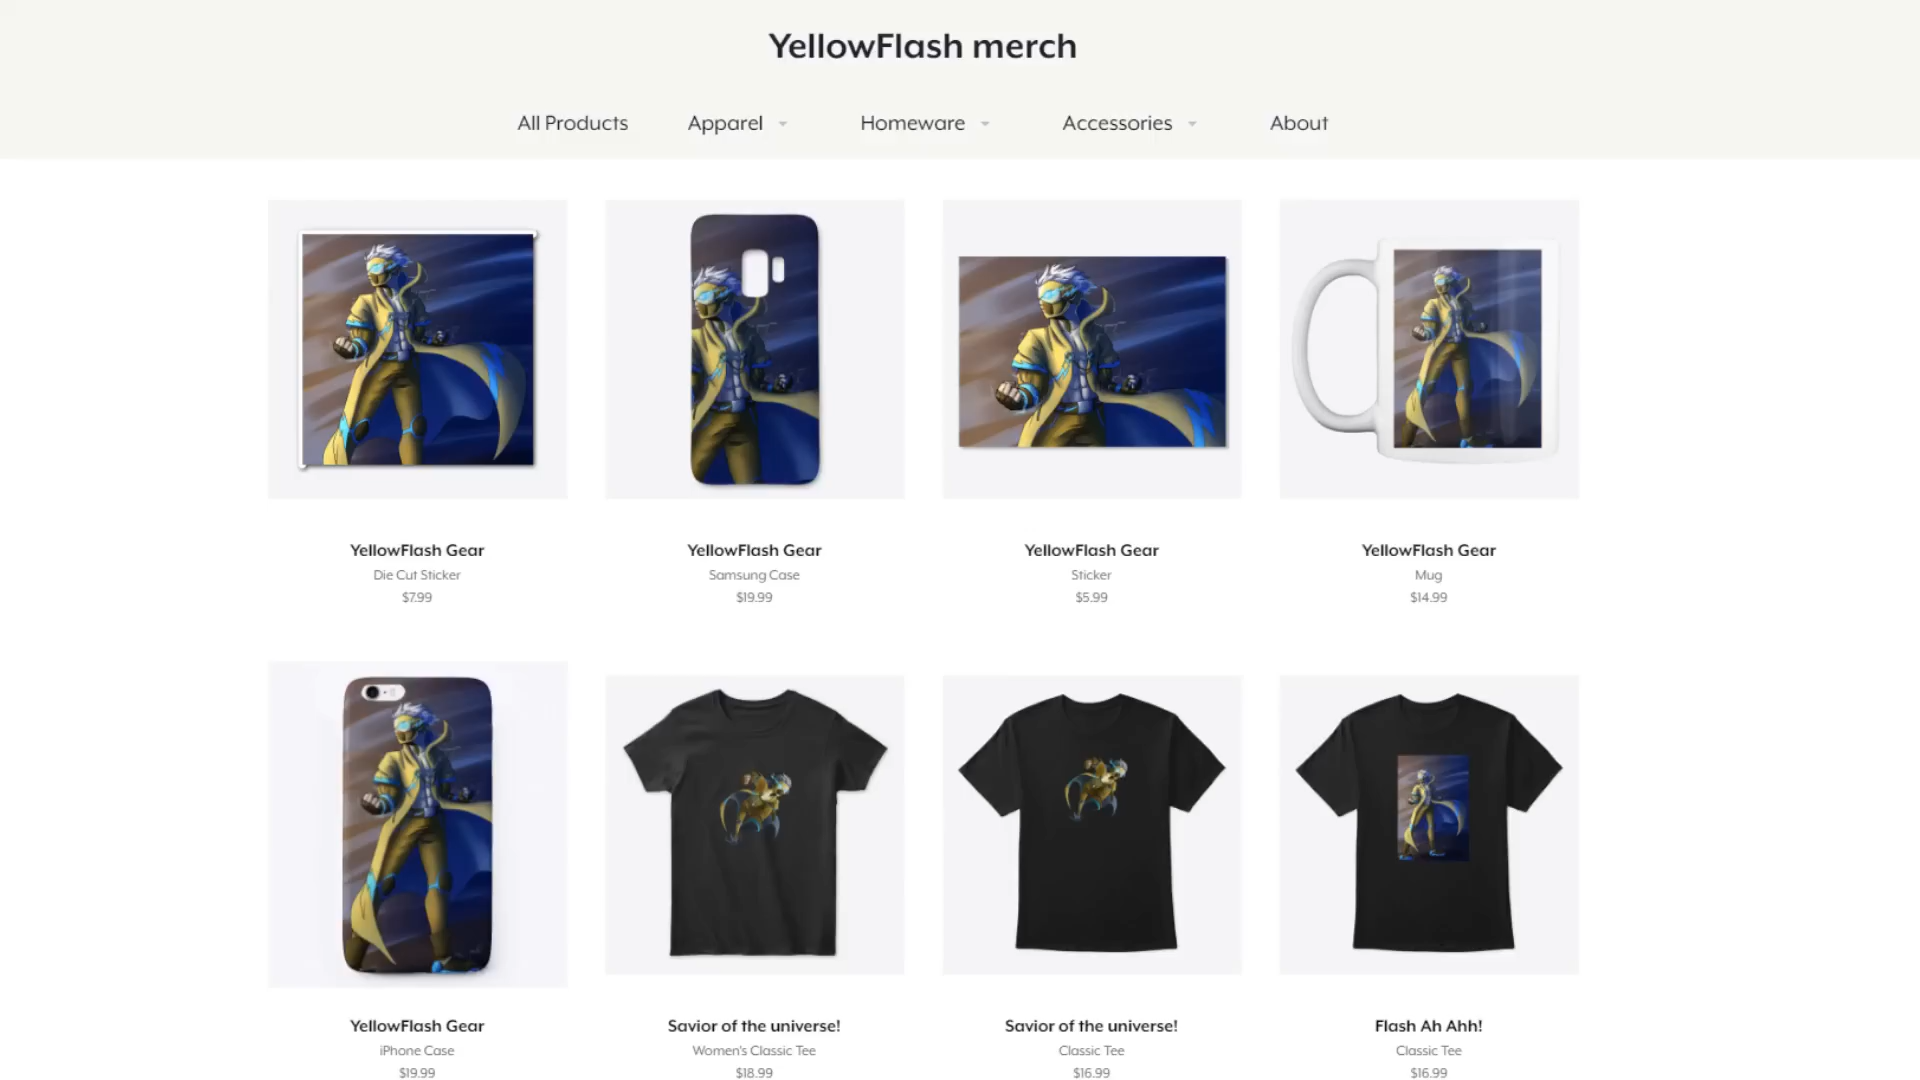 YellowFlash merch
All Products Apparel Homeware Accessories About
YellowFlash Gear
Die Cut Sticker
$7.99
YellowFlash Gear
Samsung Case
$19.99
YellowFlash Gear
Sticker
$5.99
YellowFlash Gear
Mug
$14.99
YellowFlash Gear
iPhone Case
$19.99
Savior of the universe!
Women's Classic Tee
$18.99
Savior of the universe!
Classic Tee
$16.99
Flash Ah Ahh!
Classic Tee
$16.99